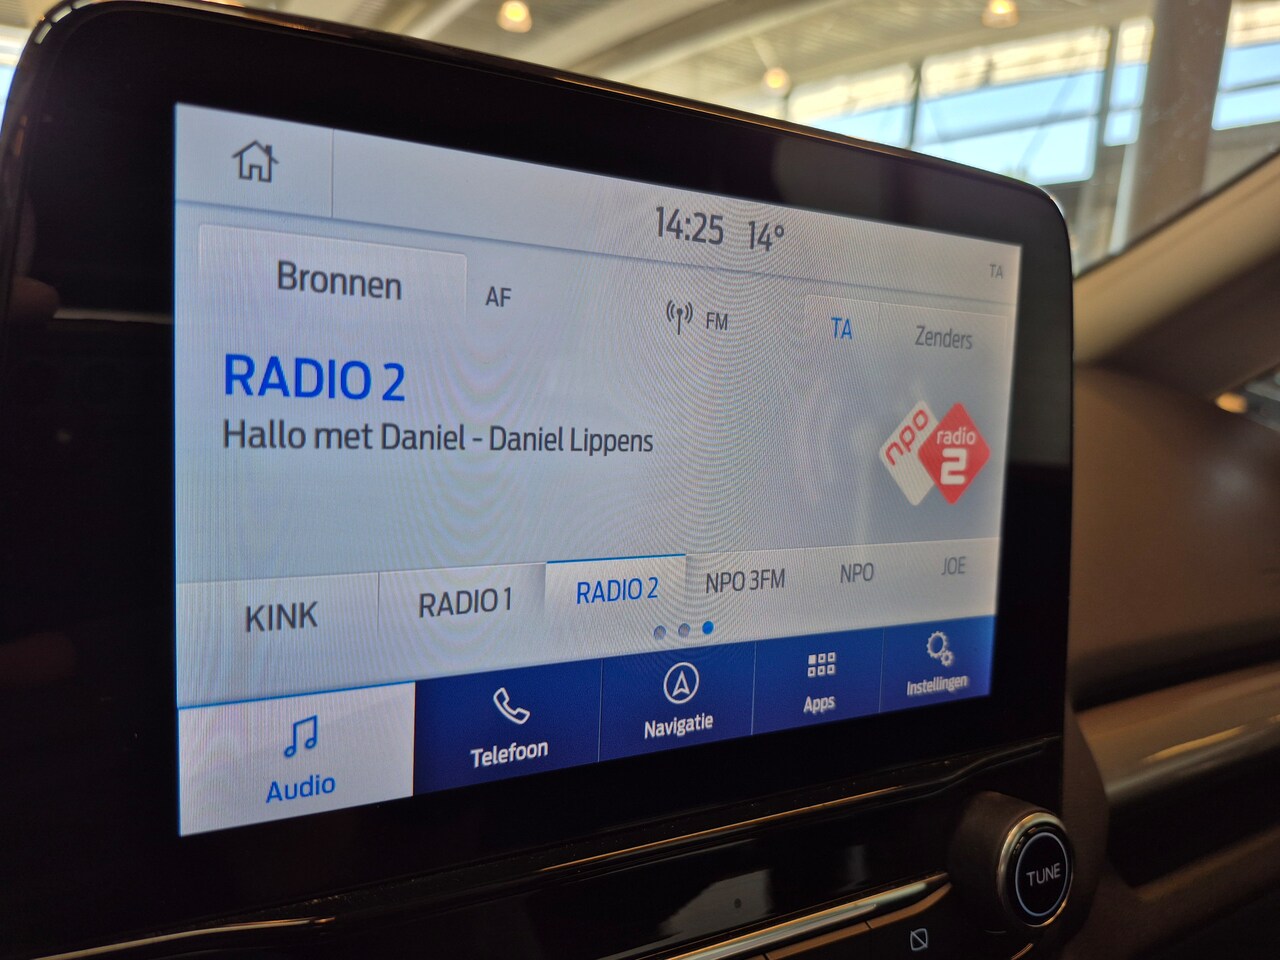 14:25 14°
TA
Bronnen AF FM TA Zenders
RADIO 2
Hallo met Daniel - Daniel Lippens
npo radio 2
KINK RADIO 1 RADIO 2 NPO 3FM NPO JOE
Audio Telefoon Navigatie Apps Instellingen
TUNE